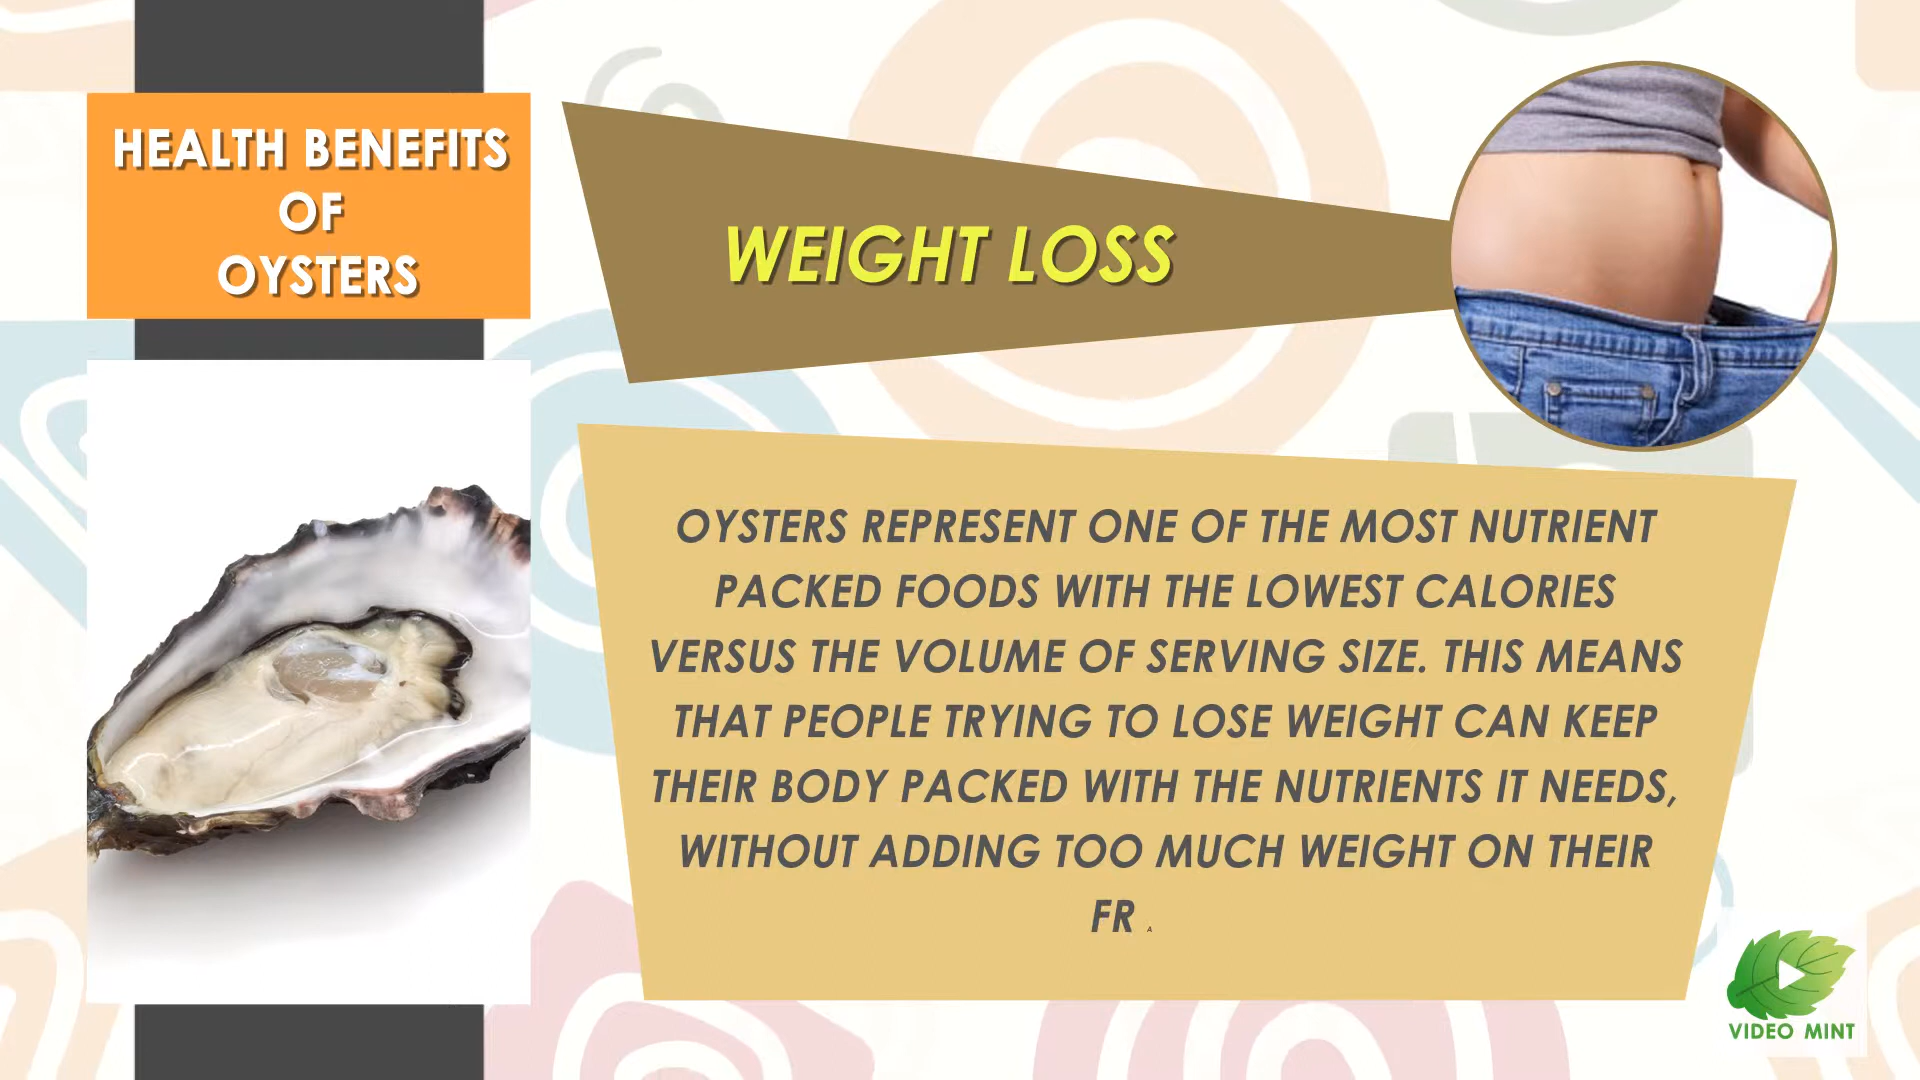 HEALTH BENEFITS
OF
OYSTERS
WEIGHT LOSS
OYSTERS REPRESENT ONE OF THE MOST NUTRIENT
PACKED FOODS WITH THE LOWEST CALORIES
VERSUS THE VOLUME OF SERVING SIZE. THIS MEANS
THAT PEOPLE TRYING TO LOSE WEIGHT CAN KEEP
THEIR BODY PACKED WITH THE NUTRIENTS IT NEEDS,
WITHOUT ADDING TOO MUCH WEIGHT ON THEIR
FR A
VIDEO MINT